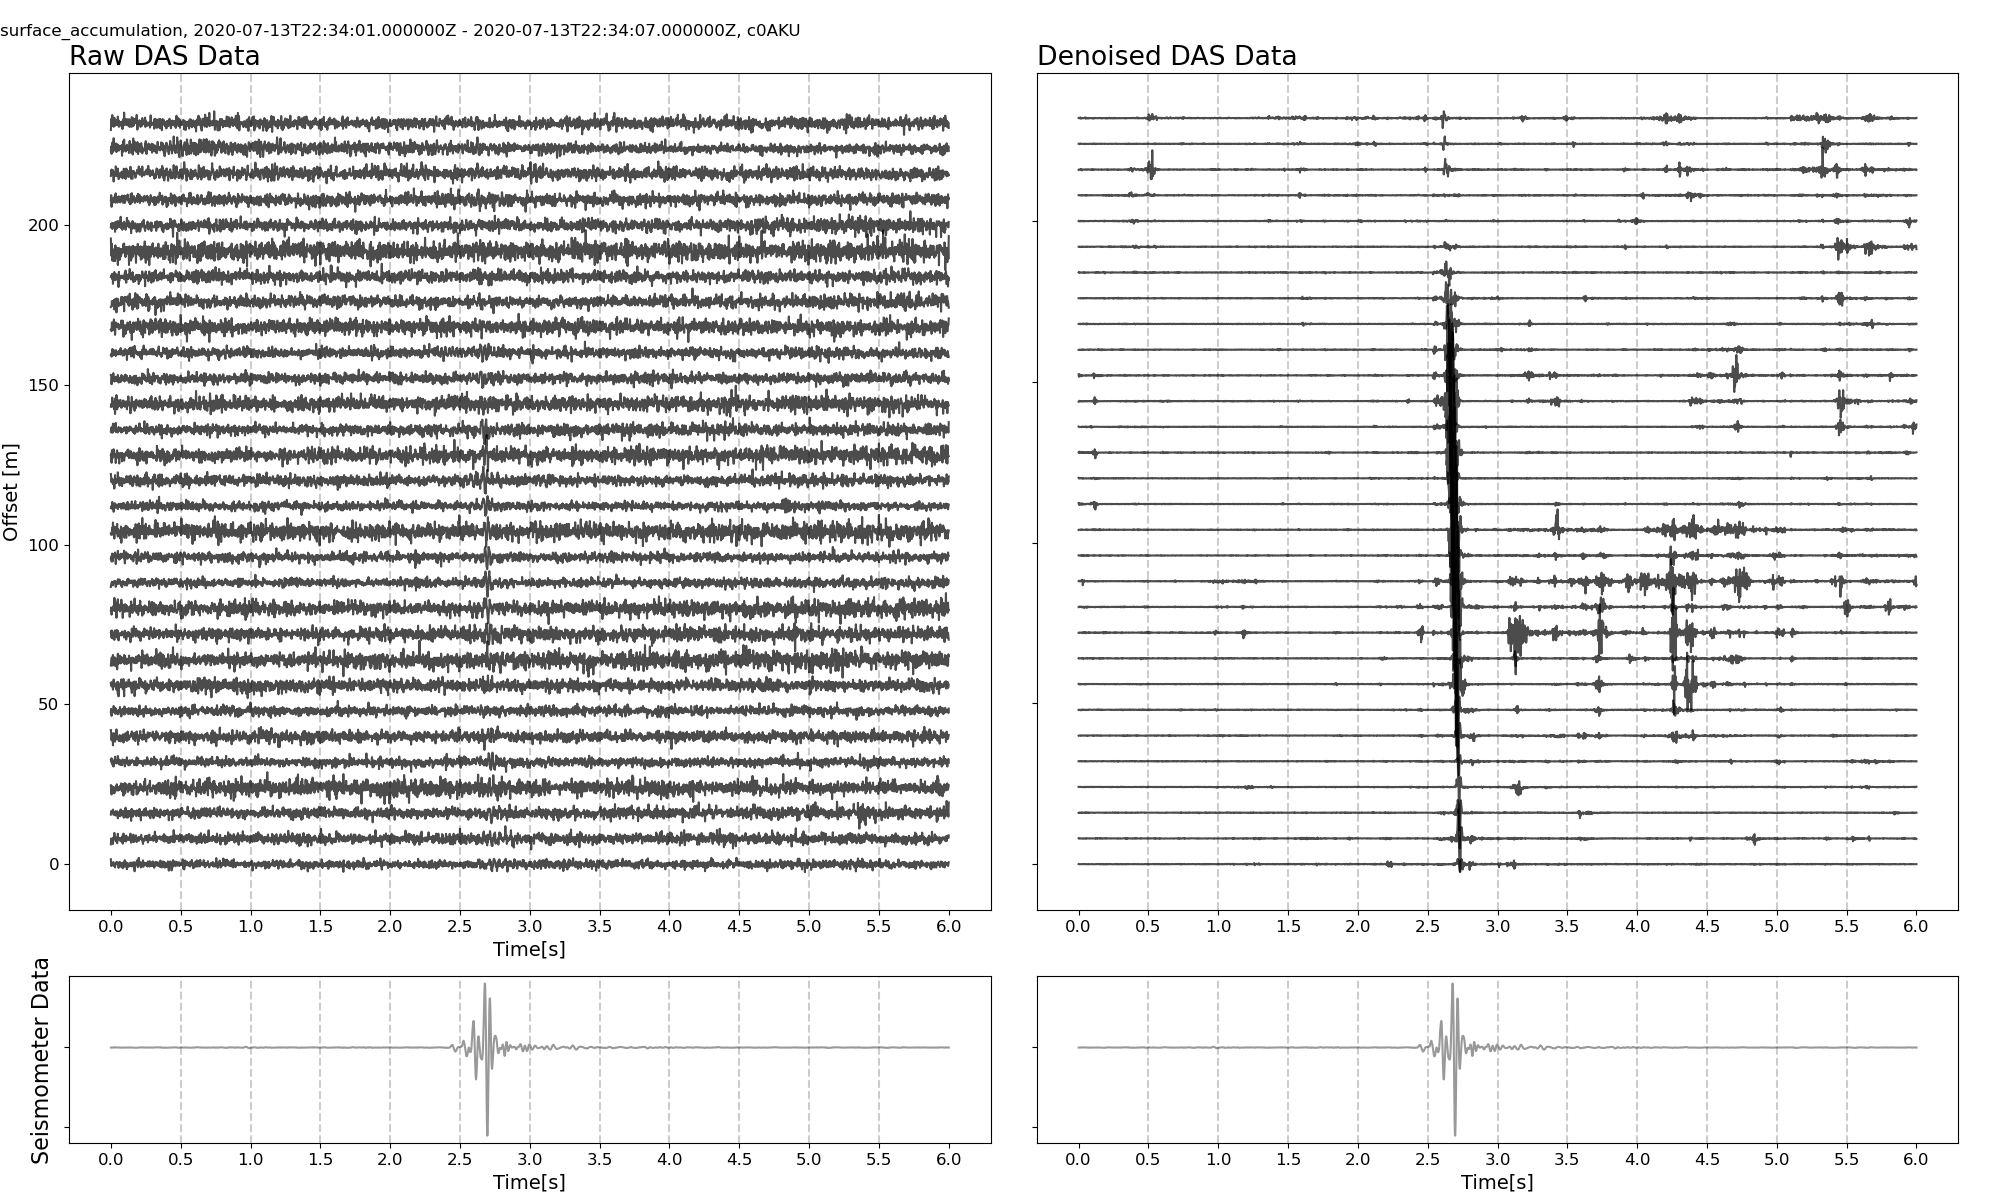 surface_accumulation, 2020-07-13T22:34:01.000000Z - 2020-07-13T22:34:07.000000Z, c0AKU
Raw DAS Data
Denoised DAS Data
Offset [m]
200
150
100
50
0
0.0 0.5 1.0 1.5 2.0 2.5 3.0 3.5 4.0 4.5 5.0 5.5 6.0
Time[s]
0.0 0.5 1.0 1.5 2.0 2.5 3.0 3.5 4.0 4.5 5.0 5.5 6.0
Seismometer Data
0.0 0.5 1.0 1.5 2.0 2.5 3.0 3.5 4.0 4.5 5.0 5.5 6.0
Time[s]
0.0 0.5 1.0 1.5 2.0 2.5 3.0 3.5 4.0 4.5 5.0 5.5 6.0
Time[s]